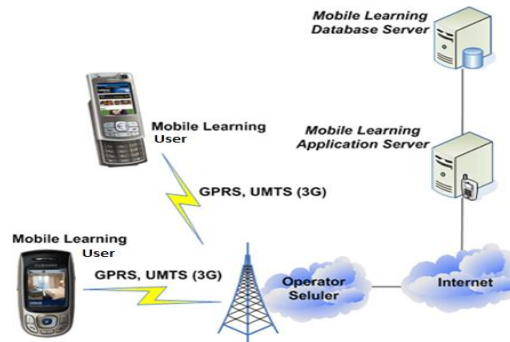 Mobile Learning
Database Server
Mobile Learning
User
Mobile Learning
Application Server
GPRS, UMTS (3G)
Mobile Learning
User
GPRS, UMTS (3G)
Operator
Seluler
Internet